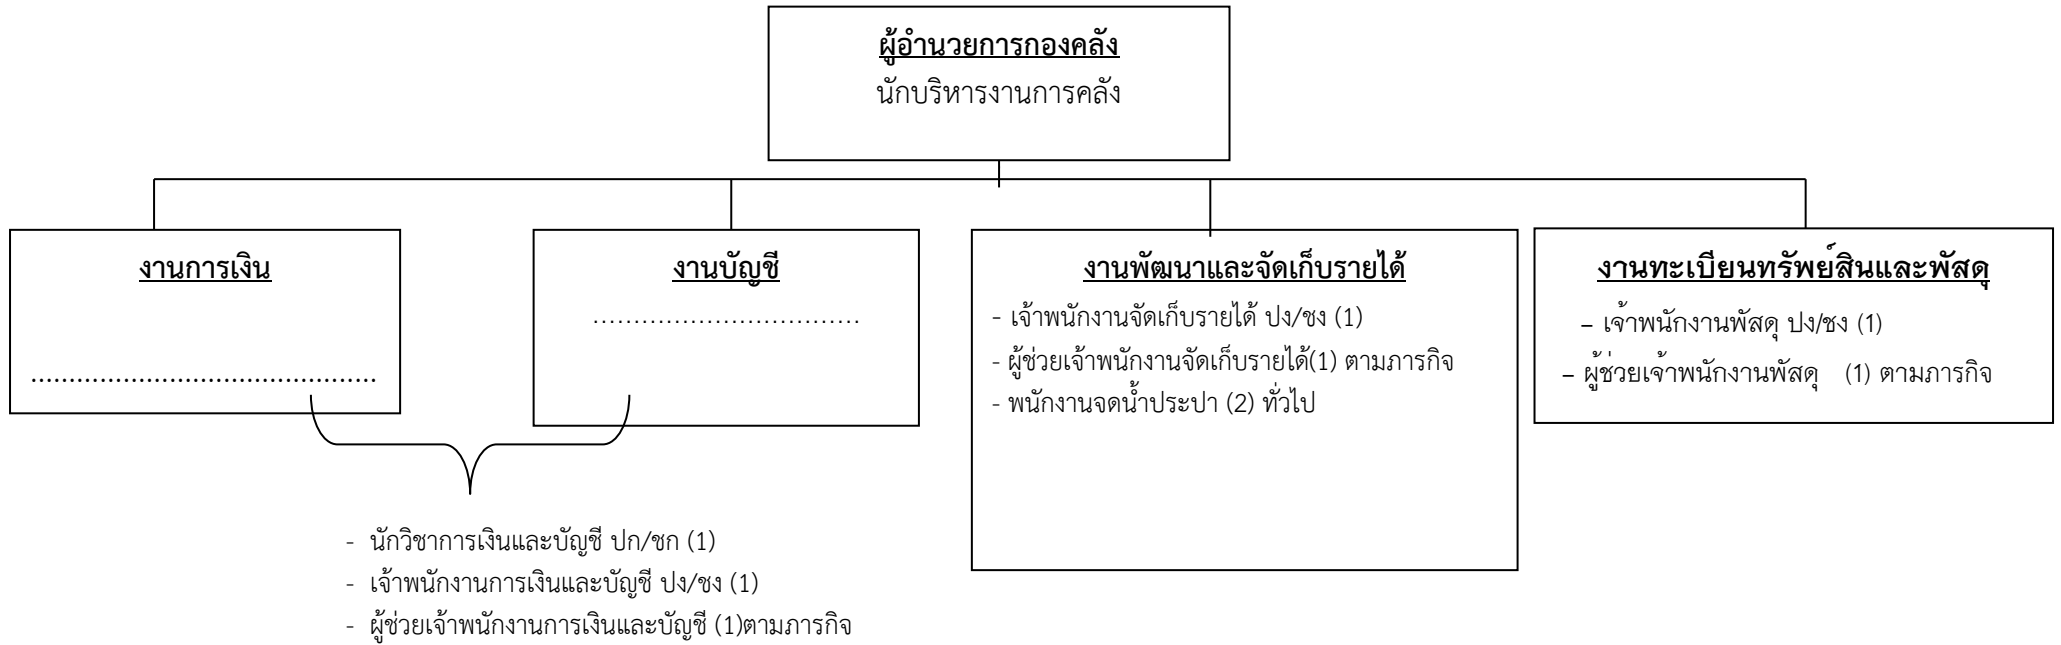 ผู้อำนวยการกองคลัง
นักบริหารงานการคลัง
งานการเงิน
.............................................
งานบัญชี
.................................
งานพัฒนาและจัดเก็บรายได้
- เจ้าพนักงานจัดเก็บรายได้ ปง/ชง (1)
- ผู้ช่วยเจ้าพนักงานจัดเก็บรายได้(1) ตามภารกิจ
- พนักงานจดน้ำประปา (2) ทั่วไป
งานทะเบียนทรัพย์สินและพัสดุ
– เจ้าพนักงานพัสดุ ปง/ชง (1)
– ผู้ช่วยเจ้าพนักงานพัสดุ (1) ตามภารกิจ
- นักวิชาการเงินและบัญชี ปก/ชก (1)
- เจ้าพนักงานการเงินและบัญชี ปง/ชง (1)
- ผู้ช่วยเจ้าพนักงานการเงินและบัญชี (1)ตามภารกิจ